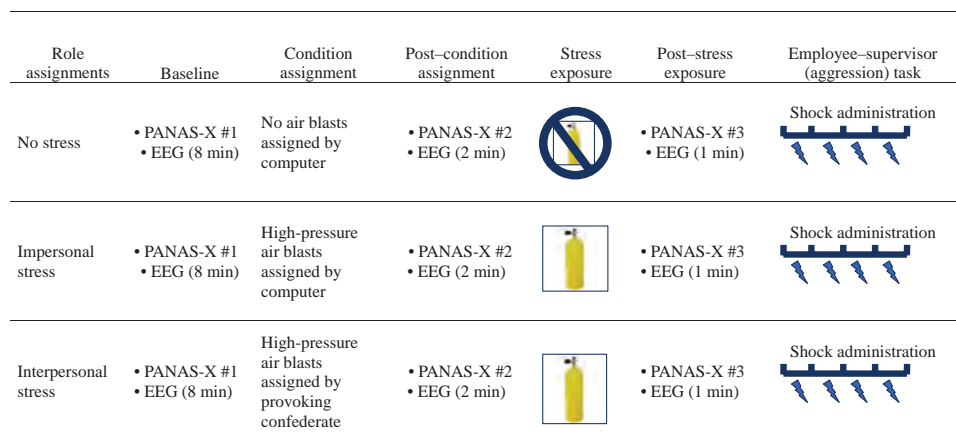 Role
assignments
Baseline
Condition
assignment
Post–condition
assignment
Stress
exposure
Post–stress
exposure
Employee–supervisor
(aggression) task
No stress
• PANAS-X #1
• EEG (8 min)
No air blasts
assigned by
computer
• PANAS-X #2
• EEG (2 min)
• PANAS-X #3
• EEG (1 min)
Shock administration
Impersonal
stress
• PANAS-X #1
• EEG (8 min)
High-pressure
air blasts
assigned by
computer
• PANAS-X #2
• EEG (2 min)
• PANAS-X #3
• EEG (1 min)
Shock administration
Interpersonal
stress
• PANAS-X #1
• EEG (8 min)
High-pressure
air blasts
assigned by
provoking
confederate
• PANAS-X #2
• EEG (2 min)
• PANAS-X #3
• EEG (1 min)
Shock administration